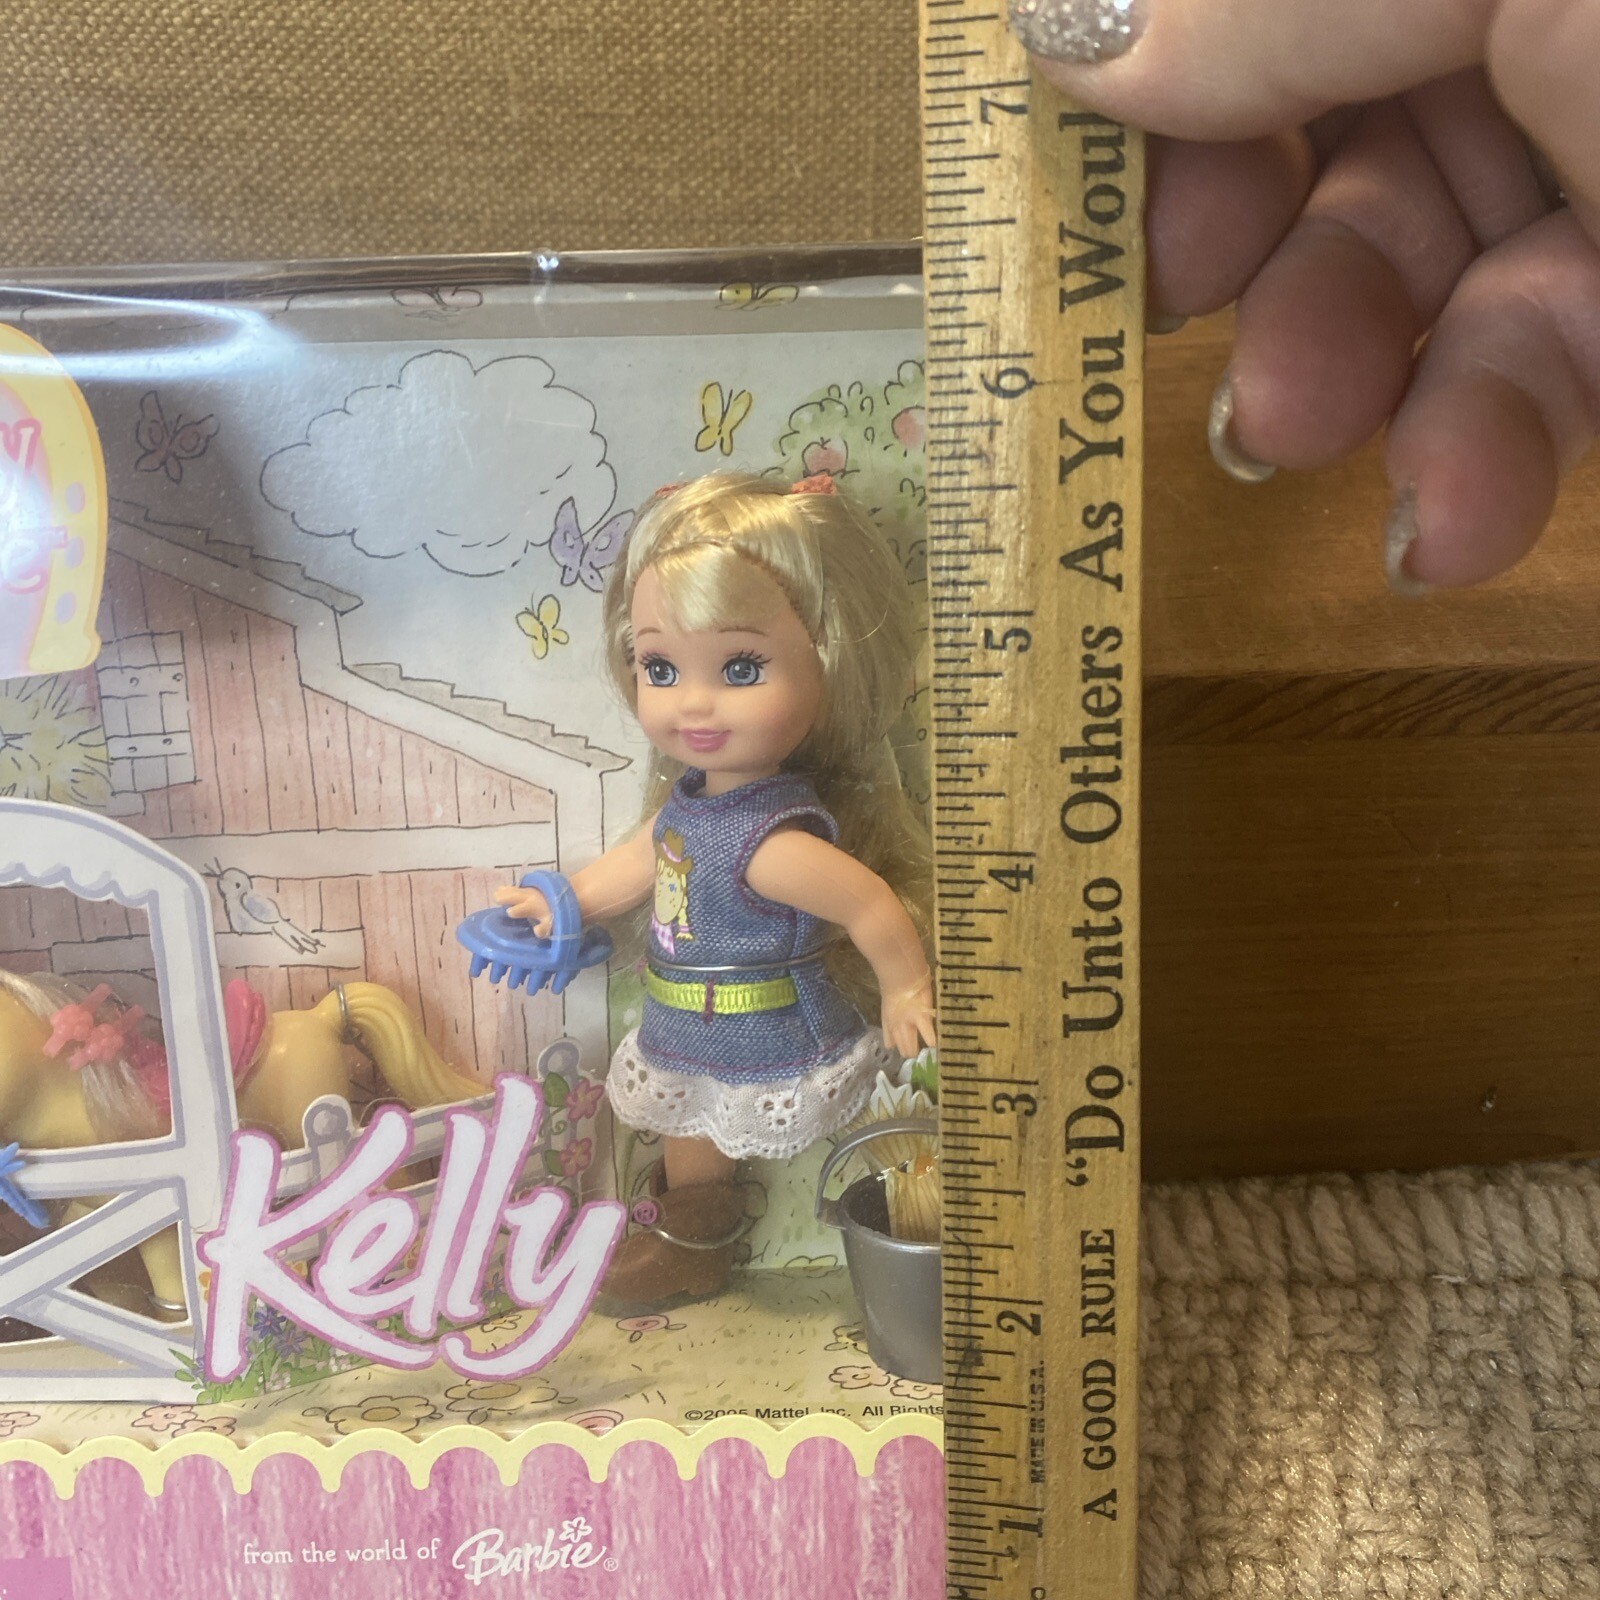 Kelly®
©2005 Mattel, Inc. All Rights
from the world of Barbie®
"Do Unto Others As You Woul
A GOOD RULE
MADE IN U.S.A.
7
6
5
4
3
2
1